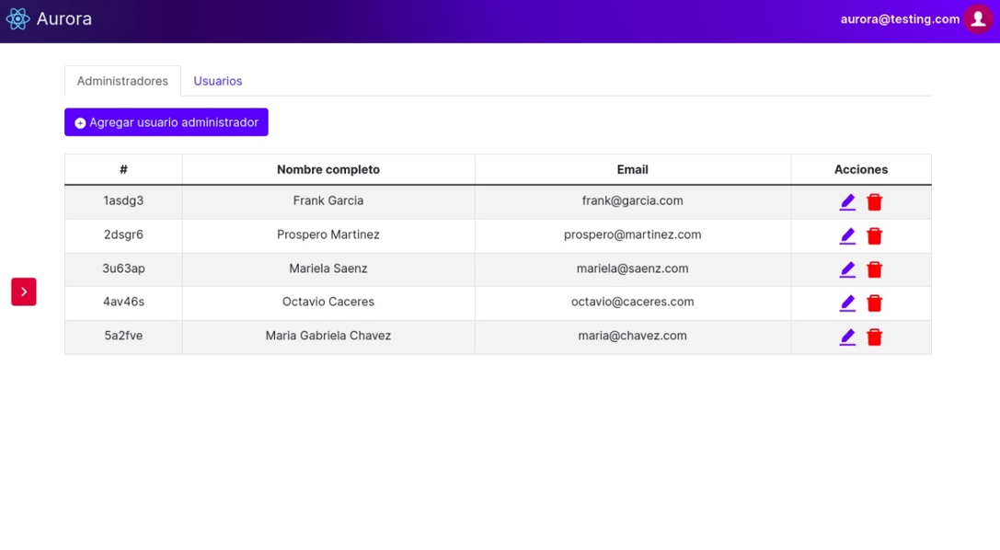 Aurora
aurora@testing.com
Administradores Usuarios
Agregar usuario administrador
# Nombre completo Email Acciones
1asdg3 Frank Garcia frank@garcia.com
2dsgr6 Prospero Martinez prospero@martinez.com
3u63ap Mariela Saenz mariela@saenz.com
4av46s Octavio Caceres octavio@caceres.com
5a2fve Maria Gabriela Chavez maria@chavez.com